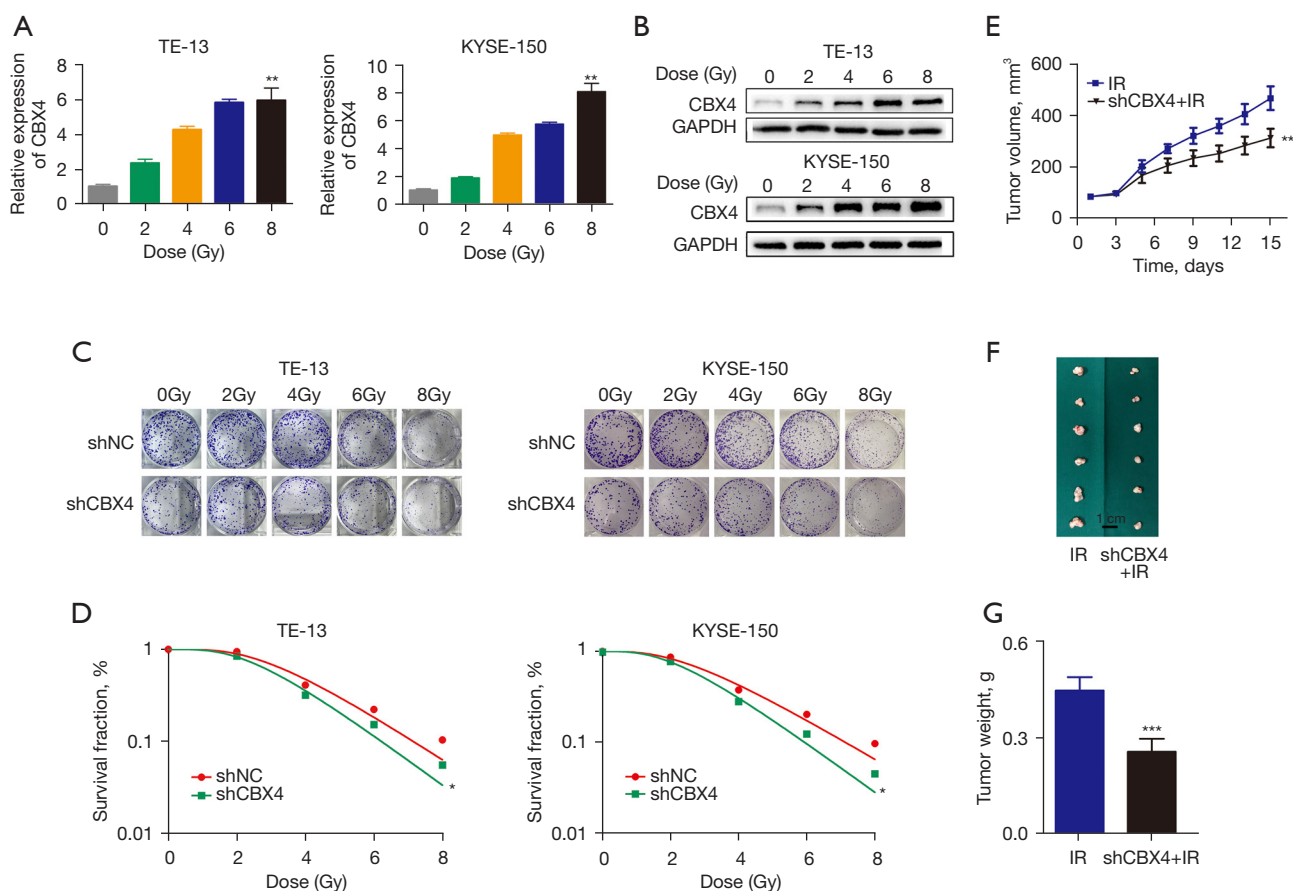 A
TE-13
Relative expression
of CBX4
8
6
4
2
0
**
0 2 4 6 8
Dose (Gy)
KYSE-150
Relative expression
of CBX4
10
8
6
4
2
0
**
0 2 4 6 8
Dose (Gy)
B
TE-13
Dose (Gy) 0 2 4 6 8
CBX4
GAPDH
KYSE-150
Dose (Gy) 0 2 4 6 8
CBX4
GAPDH
E
Tumor volume, mm³
600
400
200
0
IR
shCBX4+IR
**
0 3 6 9 12 15
Time, days
C
TE-13
0Gy 2Gy 4Gy 6Gy 8Gy
shNC
shCBX4
KYSE-150
0Gy 2Gy 4Gy 6Gy 8Gy
shNC
shCBX4
F
1 cm
IR shCBX4
+IR
D
TE-13
Survival fraction, %
1
0.1
0.01
shNC
shCBX4
*
0 2 4 6 8
Dose (Gy)
KYSE-150
Survival fraction, %
1
0.1
0.01
shNC
shCBX4
*
0 2 4 6 8
Dose (Gy)
G
Tumor weight, g
0.6
0.3
0.0
***
IR shCBX4+IR